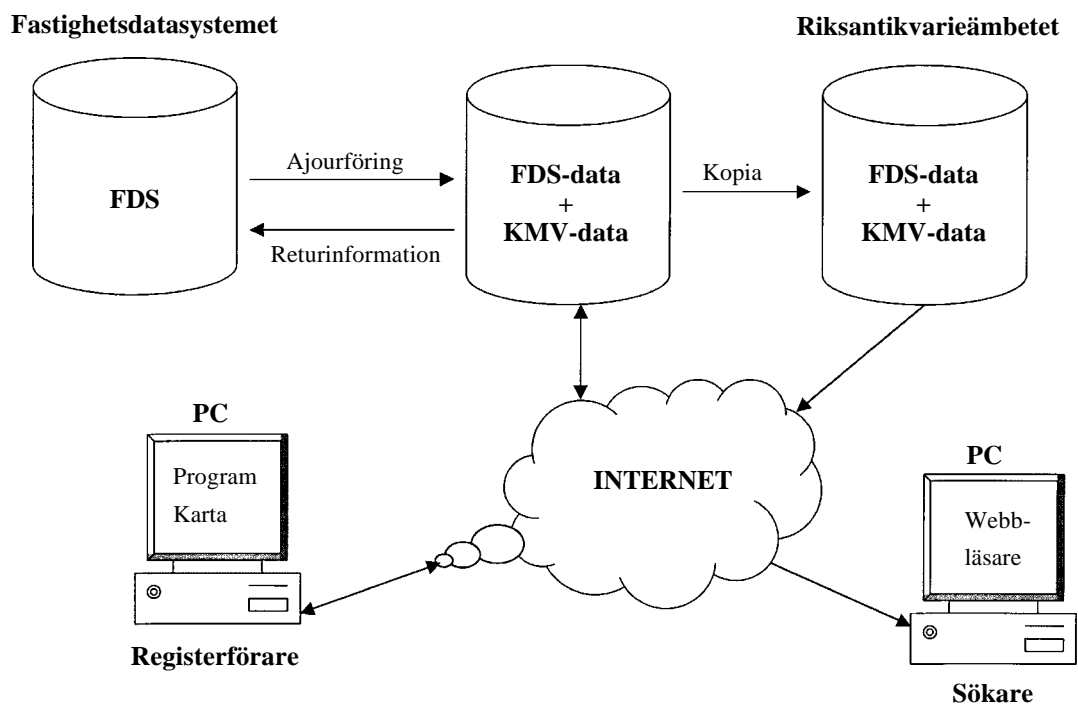 Fastighetsdatasystemet
Riksantikvarieämbetet
FDS
Ajourföring
Returinformation
FDS-data
+
KMV-data
Kopia
FDS-data
+
KMV-data
PC
Program
Karta
Registerförare
INTERNET
PC
Webb-
läsare
Sökare